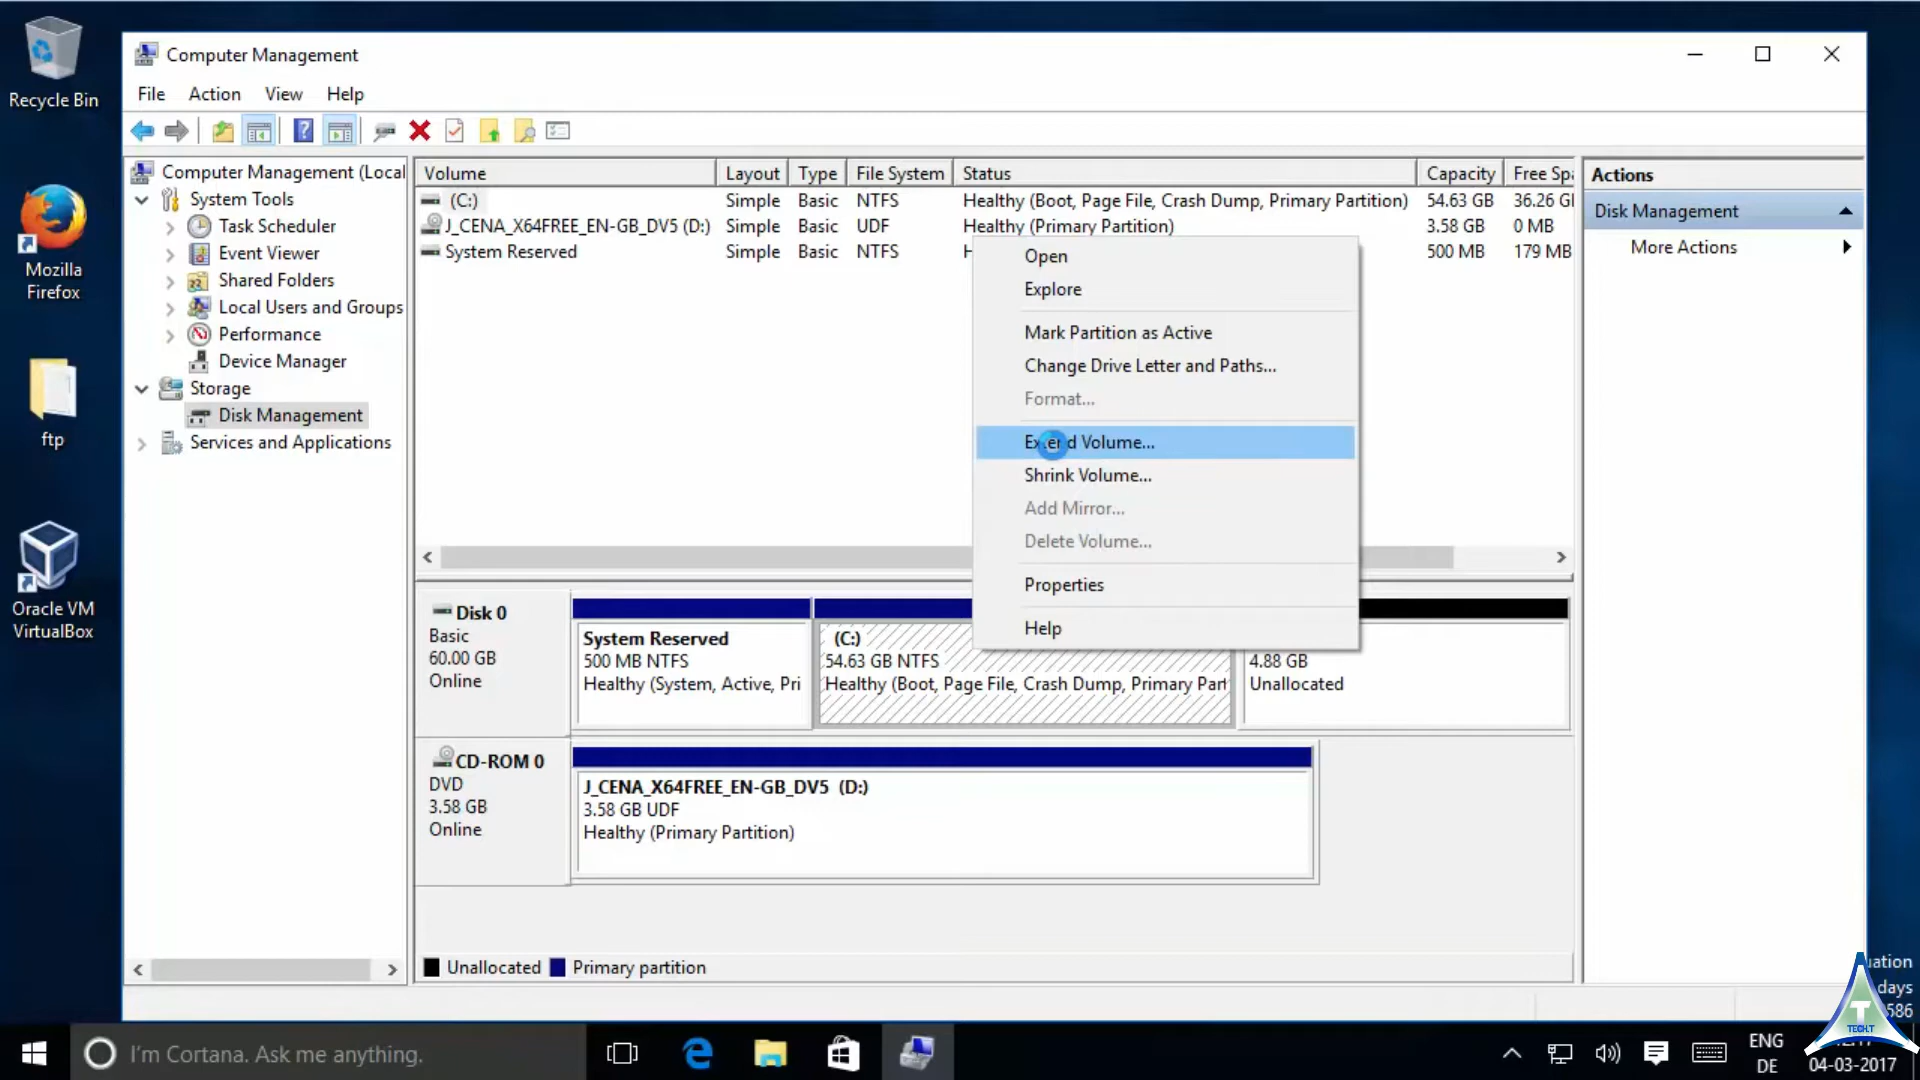 Computer Management
File Action View Help
Recycle Bin
Mozilla
Firefox
ftp
Oracle VM
VirtualBox
Computer Management (Local
System Tools
Task Scheduler
Event Viewer
Shared Folders
Local Users and Groups
Performance
Device Manager
Storage
Disk Management
Services and Applications
Volume Layout Type File System Status Capacity Free Spa
(C:) Simple Basic NTFS Healthy (Boot, Page File, Crash Dump, Primary Partition) 54.63 GB 36.26 GI
J_CENA_X64FREE_EN-GB_DV5 (D:) Simple Basic UDF Healthy (Primary Partition) 3.58 GB 0 MB
System Reserved Simple Basic NTFS H 500 MB 179 MB
Open
Explore
Mark Partition as Active
Change Drive Letter and Paths...
Format...
Extend Volume...
Shrink Volume...
Add Mirror...
Delete Volume...
Properties
Help
Actions
Disk Management
More Actions
Disk 0
Basic
60.00 GB
Online
System Reserved
500 MB NTFS
Healthy (System, Active, Pri
(C:)
54.63 GB NTFS
Healthy (Boot, Page File, Crash Dump, Primary Part
4.88 GB
Unallocated
CD-ROM 0
DVD
3.58 GB
Online
J_CENA_X64FREE_EN-GB_DV5 (D:)
3.58 GB UDF
Healthy (Primary Partition)
Unallocated Primary partition
uation
days
586
T
TECH.T
I'm Cortana. Ask me anything.
ENG
DE
04-03-2017